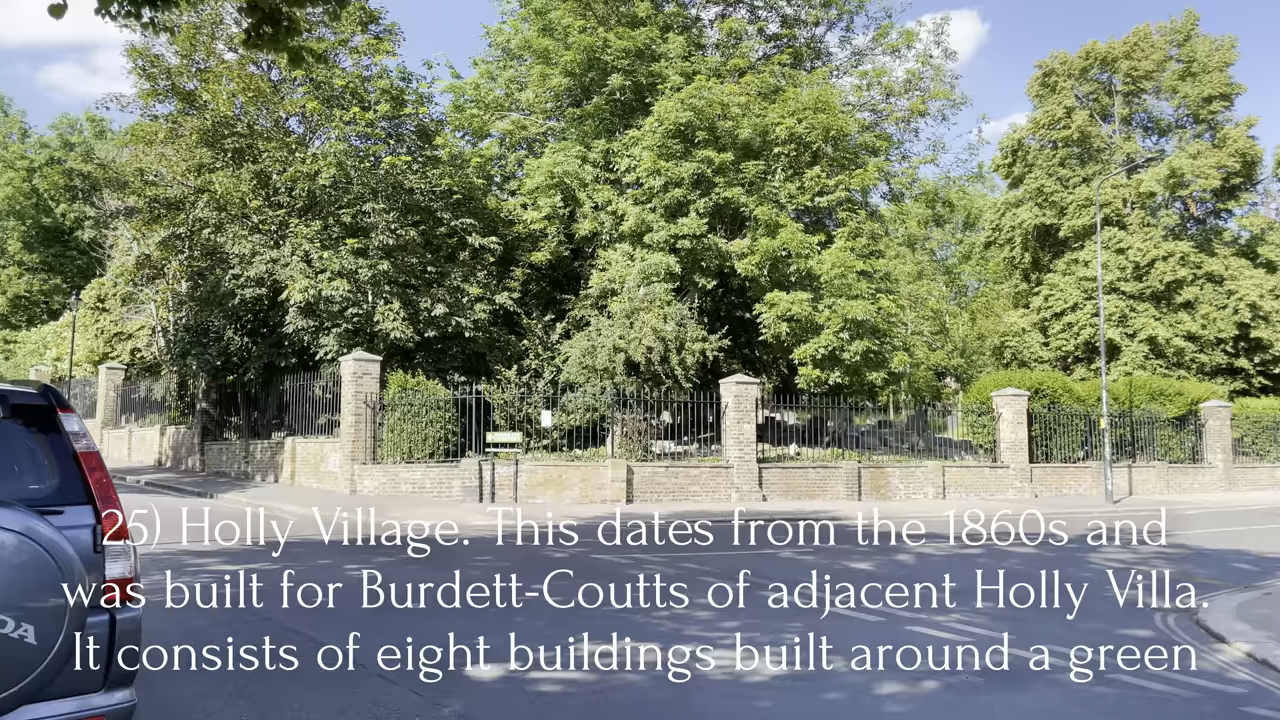 25) Holly Village. This dates from the 1860s and
was built for Burdett-Coutts of adjacent Holly Villa.
It consists of eight buildings built around a green
DA